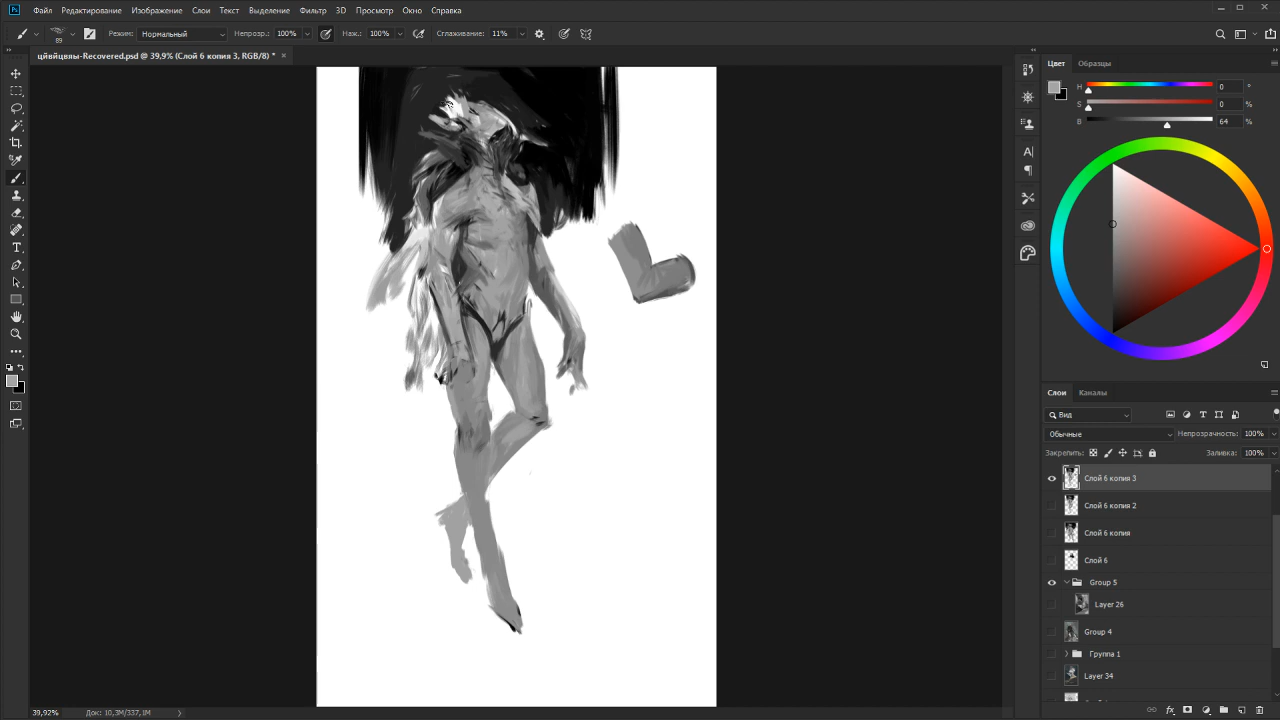 Ps Файл Редактирование Изображение Слои Текст Выделение Фильтр 3D Просмотр Окно Справка
89 Режим: Нормальный Непрозр.: 100% Наж.: 100% Сглаживание: 11%
цйвйцвяы-Recovered.psd @ 39,9% (Слой 6 копия 3, RGB/8) * ×
Цвет Образцы
H 0 °
S 0 %
B 64 %
Слои Каналы
Вид
Обычные Непрозрачность: 100%
Закрепить: Заливка: 100%
Слой 6 копия 3
Слой 6 копия 2
Слой 6 копия
Слой 6
Group 5
Layer 26
Group 4
Группа 1
Layer 34
39,92% Док: 10,3M/337,1M